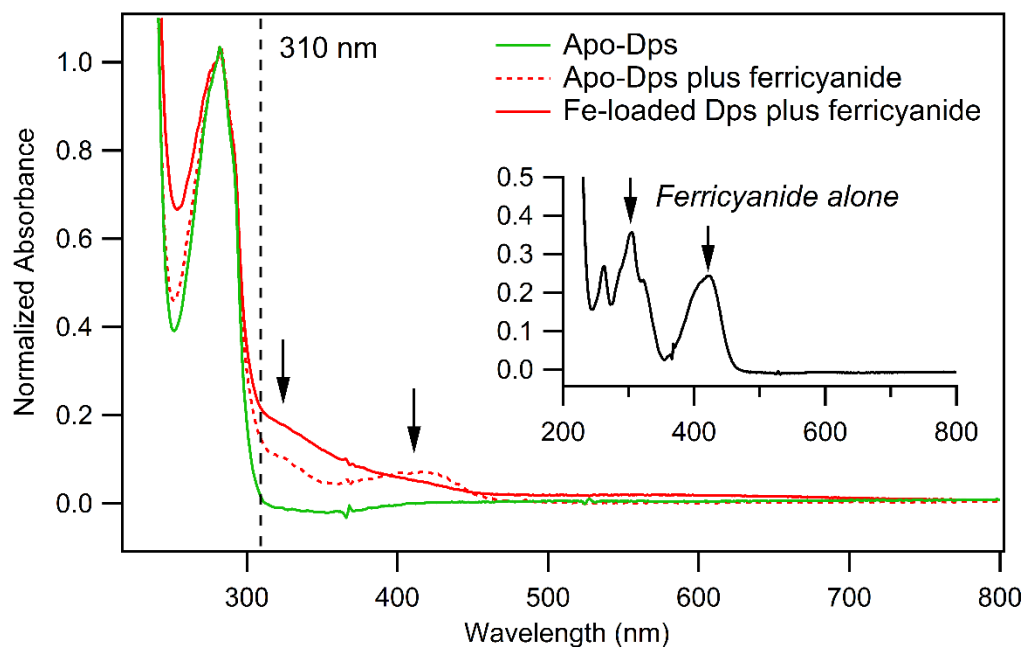 310 nm
Apo-Dps
Apo-Dps plus ferricyanide
Fe-loaded Dps plus ferricyanide
Normalized Absorbance
1.0
0.8
0.6
0.4
0.2
0.0
Ferricyanide alone
0.5
0.4
0.3
0.2
0.1
0.0
200 400 600 800
300 400 500 600 700 800
Wavelength (nm)